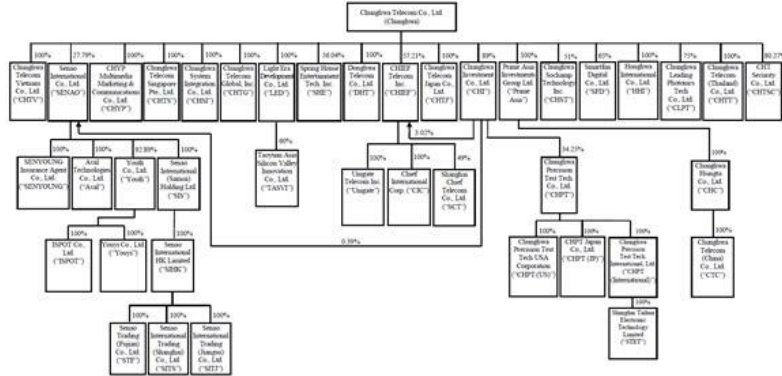 Chunghwa Telecom Co., Ltd.
(Chunghwa)
100%
27.79%
100%
100%
100%
100%
100%
56.04%
100%
57.21%
100%
89%
100%
51%
65%
100%
75%
100%
80.27%
Chunghwa
Telecom
Vietnam
Co., Ltd.
("CHTV")
Senao
International
Co., Ltd.
("SENAO")
CHYP
Multimedia
Marketing &
Communications
Co., Ltd.
("CHYP")
Chunghwa
Telecom
Singapore
Pte., Ltd.
("CHTS")
Chunghwa
System
Integration
Co., Ltd.
("CHSI")
Chunghwa
Telecom
Global, Inc.
("CHTG")
Light Era
Development
Co., Ltd.
("LED")
Spring House
Entertainment
Tech. Inc.
("SHE")
Donghwa
Telecom
Co., Ltd.
("DHT")
CHIEF
Telecom
Inc.
("CHIEF")
Chunghwa
Telecom
Japan Co.,
Ltd.
("CHTJ")
Chunghwa
Investment
Co., Ltd.
("CHI")
Prime Asia
Investments
Group Ltd.
("Prime
Asia")
Chunghwa
Sochamp
Technology
Inc.
("CHST")
Smartfun
Digital Co.,
Ltd.
("SFD")
Honghwa
International
Co., Ltd.
("HHI")
Chunghwa
Leading
Photonics
Tech Co.,
Ltd.
("CLPT")
Chunghwa
Telecom
(Thailand)
Co., Ltd.
("CHTT")
CHT
Security
Co., Ltd.
("CHTSC")
3.02%
100%
100%
92.89%
100%
60%
100%
100%
49%
34.25%
100%
SENYOUNG
Insurance Agent
Co., Ltd.
("SENYOUNG")
Aval
Technologies
Co., Ltd.
("Aval")
Youth
Co., Ltd.
("Youth")
Senao
International
(Samoa)
Holding Ltd.
("SIS")
Taoyuan Asia
Silicon Valley
Innovation
Co., Ltd.
("TASVI")
Unigate
Telecom Inc.
("Unigate")
Chief
International
Corp. ("CIC")
Shanghai
Chief Telecom
Co., Ltd.
("SCT")
Chunghwa
Precision
Test Tech
Co., Ltd.
("CHPT")
Chunghwa
Hsingta
Co., Ltd.
("CHC")
0.39%
100%
100%
100%
100%
100%
100%
100%
ISPOT Co.,
Ltd.
("ISPOT")
Youyi Co., Ltd.
("Youyi")
Senao
International
HK Limited
("SIHK")
Chunghwa
Precision Test
Tech USA
Corporation
("CHPT (US)")
CHPT Japan
Co., Ltd.
("CHPT (JP)")
Chunghwa
Precision
Test Tech
International, Ltd.
("CHPT
(International)")
Chunghwa
Telecom
(China)
Co., Ltd.
("CTC")
100%
100%
100%
100%
Senao
Trading
(Fujian)
Co., Ltd.
("STF")
Senao
International
Trading
(Shanghai)
Co., Ltd.
("SITS")
Senao
International
Trading
(Jiangsu)
Co., Ltd.
("SITJ")
Shanghai Taihua
Electronic
Technology
Limited
("STET")